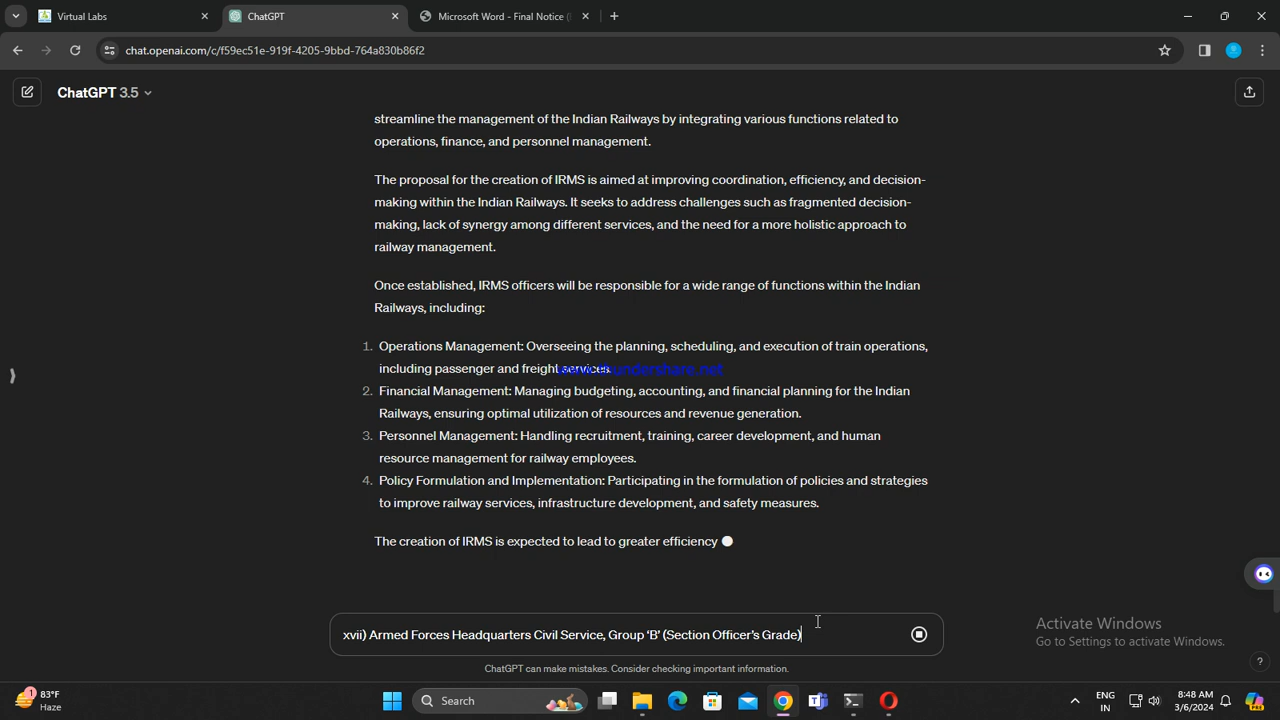 Virtual Labs
ChatGPT
Microsoft Word - Final Notice (
chat.openai.com/c/f59ec51e-919f-4205-9bbd-764a830b86f2
ChatGPT 3.5
streamline the management of the Indian Railways by integrating various functions related to
operations, finance, and personnel management.
The proposal for the creation of IRMS is aimed at improving coordination, efficiency, and decision-
making within the Indian Railways. It seeks to address challenges such as fragmented decision-
making, lack of synergy among different services, and the need for a more holistic approach to
railway management.
Once established, IRMS officers will be responsible for a wide range of functions within the Indian
Railways, including:
1. Operations Management: Overseeing the planning, scheduling, and execution of train operations,
including passenger and freight services.
www.thundershare.net
2. Financial Management: Managing budgeting, accounting, and financial planning for the Indian
Railways, ensuring optimal utilization of resources and revenue generation.
3. Personnel Management: Handling recruitment, training, career development, and human
resource management for railway employees.
4. Policy Formulation and Implementation: Participating in the formulation of policies and strategies
to improve railway services, infrastructure development, and safety measures.
The creation of IRMS is expected to lead to greater efficiency
xvii) Armed Forces Headquarters Civil Service, Group ‘B’ (Section Officer’s Grade)
Activate Windows
Go to Settings to activate Windows.
ChatGPT can make mistakes. Consider checking important information.
?
1
83°F
Haze
Search
ENG
IN
8:48 AM
3/6/2024